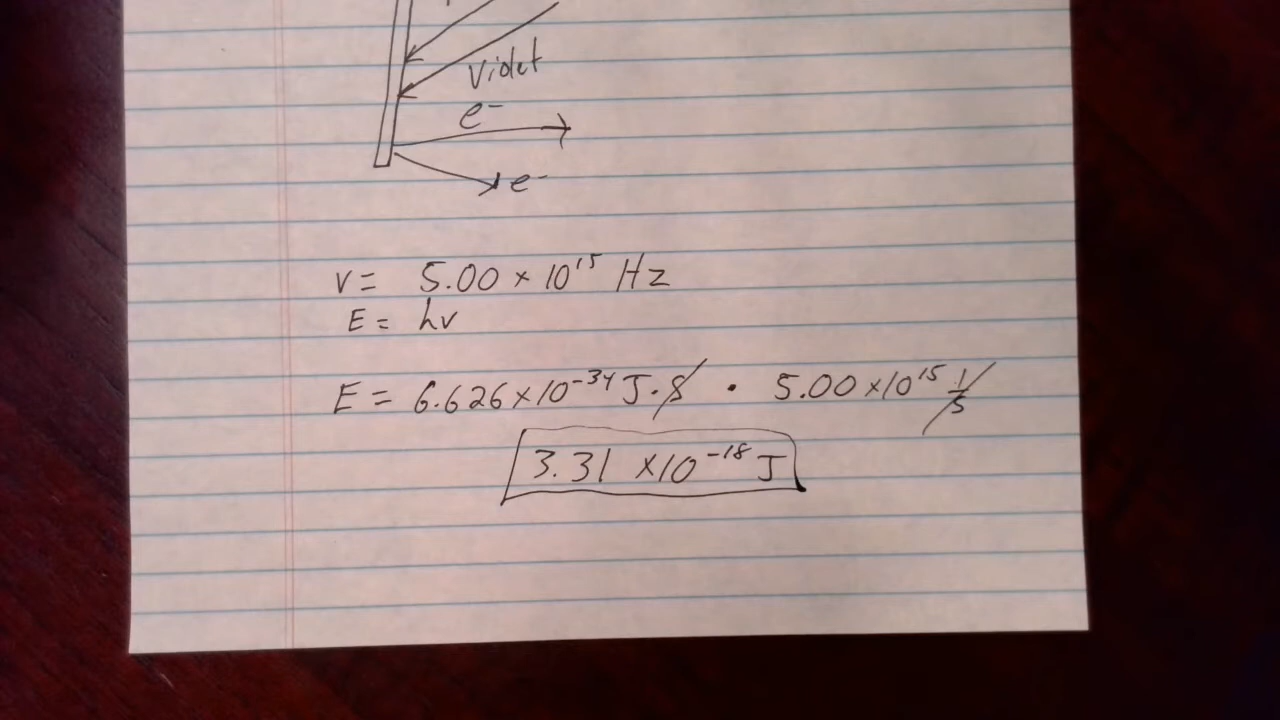 Violet
e⁻
e⁻
ν = 5.00 × 10¹⁵ Hz
E = hν
E = 6.626 × 10⁻³⁴ J·s · 5.00 × 10¹⁵ 1/s
3.31 × 10⁻¹⁸ J